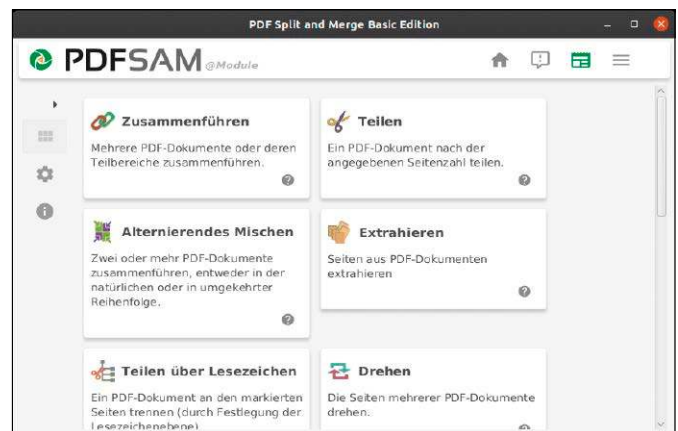 PDF Split and Merge Basic Edition
PDFSAM @Module
Zusammenführen
Mehrere PDF-Dokumente oder deren
Teilbereiche zusammenführen.
Teilen
Ein PDF-Dokument nach der
angegebenen Seitenzahl teilen.
Alternierendes Mischen
Zwei oder mehr PDF-Dokumente
zusammenführen, entweder in der
natürlichen oder in umgekehrter
Reihenfolge.
Extrahieren
Seiten aus PDF-Dokumenten
extrahieren
Teilen über Lesezeichen
Ein PDF-Dokument an den markierten
Seiten trennen (durch Festlegung der
Lesezeichenebene)
Drehen
Die Seiten mehrerer PDF-Dokumente
drehen.